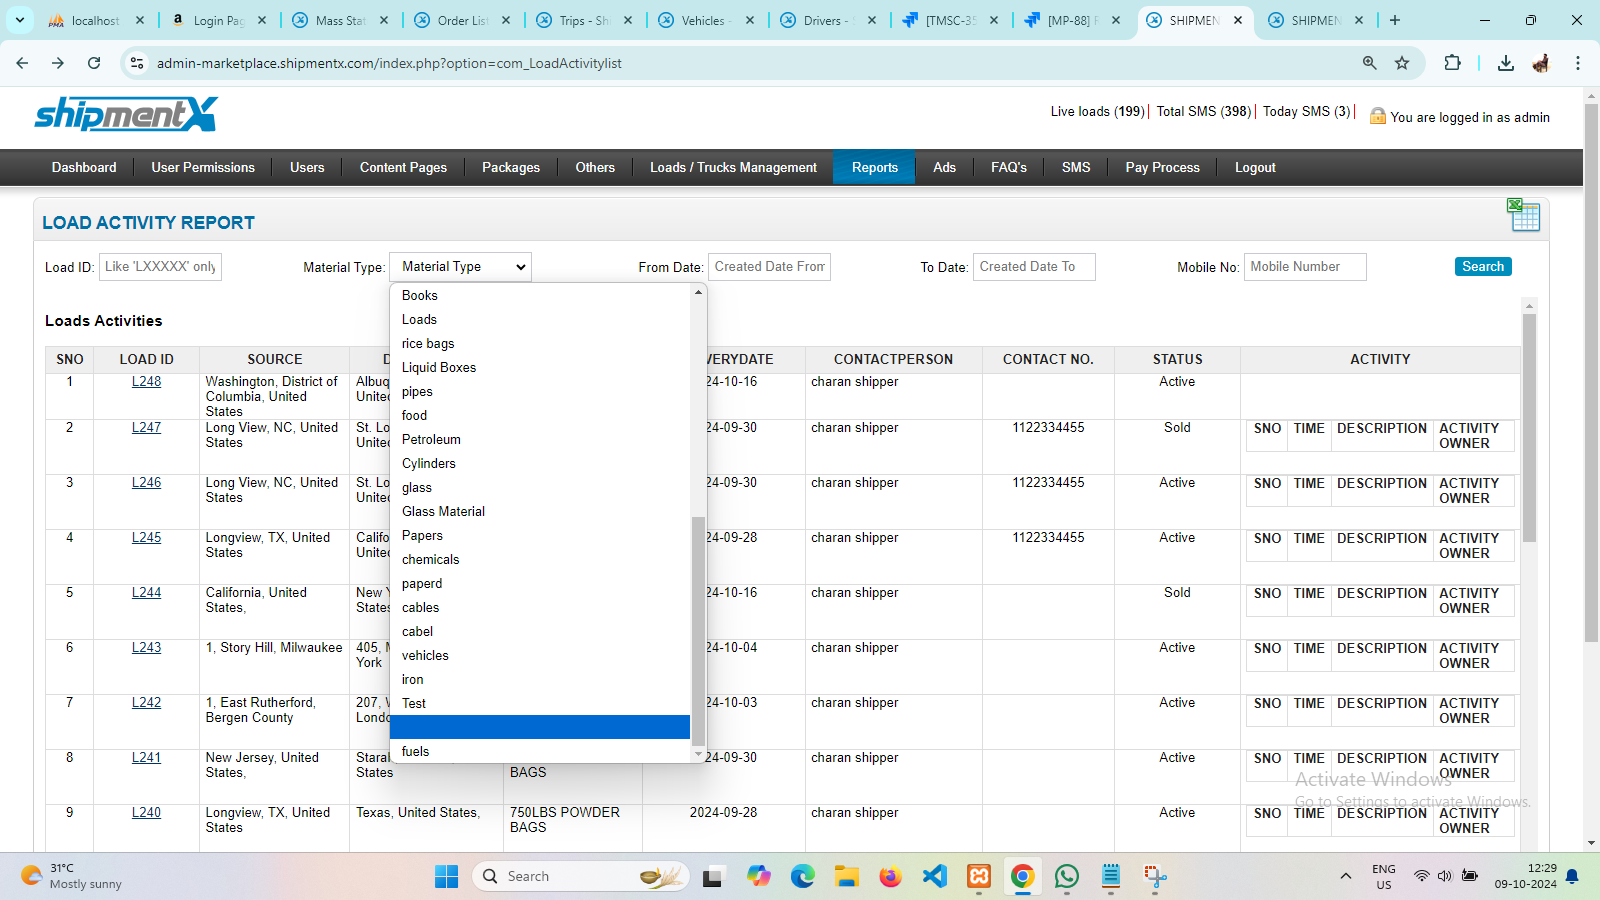 localhost
Login Pag
Mass Stat
Order List
Trips - Shi
Vehicles -
Drivers - S
[TMSC-35
[MP-88] R
SHIPMEN
SHIPMEN
admin-marketplace.shipmentx.com/index.php?option=com_LoadActivitylist
shipmentX
Live loads (199) Total SMS (398) Today SMS (3) You are logged in as admin
Dashboard User Permissions Users Content Pages Packages Others Loads / Trucks Management Reports Ads FAQ's SMS Pay Process Logout
LOAD ACTIVITY REPORT
Load ID: Like 'LXXXXX' only Material Type: Material Type From Date: Created Date From To Date: Created Date To Mobile No: Mobile Number Search
Books
Loads
rice bags
Liquid Boxes
pipes
food
Petroleum
Cylinders
glass
Glass Material
Papers
chemicals
paperd
cables
cabel
vehicles
iron
Test
fuels
Loads Activities
SNO LOAD ID SOURCE D VERYDATE CONTACTPERSON CONTACT NO. STATUS ACTIVITY
1 L248 Washington, District of Albuq 24-10-16 charan shipper Active
Columbia, United Unite
States
2 L247 Long View, NC, United St. Lo 24-09-30 charan shipper 1122334455 Sold SNO TIME DESCRIPTION ACTIVITY
States Unite OWNER
3 L246 Long View, NC, United St. Lo 24-09-30 charan shipper 1122334455 Active SNO TIME DESCRIPTION ACTIVITY
States Unite OWNER
4 L245 Longview, TX, United Califo 24-09-28 charan shipper 1122334455 Active SNO TIME DESCRIPTION ACTIVITY
States Unite OWNER
5 L244 California, United New Y 24-10-16 charan shipper Sold SNO TIME DESCRIPTION ACTIVITY
States, States OWNER
6 L243 1, Story Hill, Milwaukee 405, M 24-10-04 charan shipper Active SNO TIME DESCRIPTION ACTIVITY
York OWNER
7 L242 1, East Rutherford, 207, W 24-10-03 charan shipper Active SNO TIME DESCRIPTION ACTIVITY
Bergen County Londo OWNER
8 L241 New Jersey, United Staral 24-09-30 charan shipper Active SNO TIME DESCRIPTION ACTIVITY
States, States BAGS OWNER
9 L240 Longview, TX, United Texas, United States, 750LBS POWDER 2024-09-28 charan shipper Active SNO TIME DESCRIPTION ACTIVITY
States BAGS OWNER
Activate Windows
Go to Settings to activate Windows.
31°C
Mostly sunny
Search
ENG
US
12:29
09-10-2024